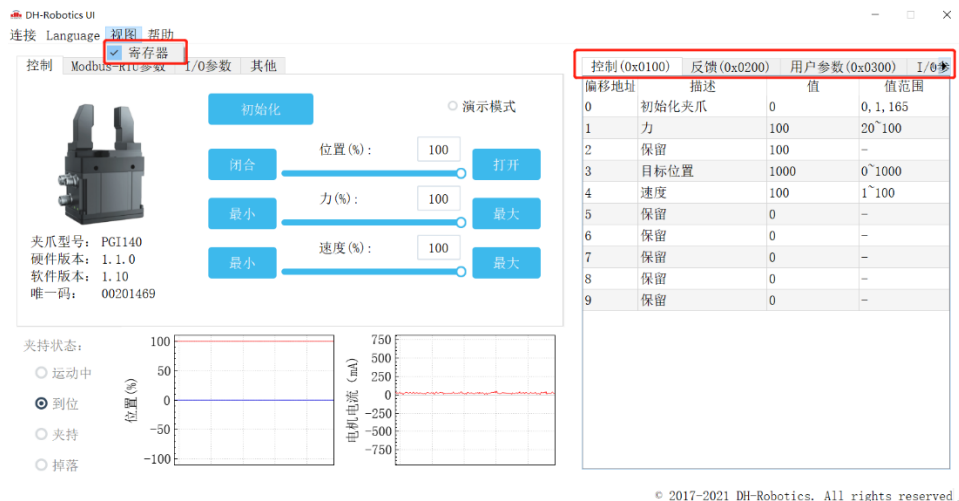 DH-Robotics UI
连接 Language 视图 帮助
寄存器
控制 Modbus-RTU参数 I/O参数 其他
初始化
演示模式
位置(%): 100
闭合 打开
力(%): 100
最小 最大
速度(%): 100
最小 最大
夹爪型号: PGI140
硬件版本: 1.1.0
软件版本: 1.10
唯一码: 00201469
夹持状态:
运动中
到位
夹持
掉落
位置(%)
100
50
0
-50
-100
电机电流 (mA)
750
500
250
0
-250
-500
-750
控制(0x0100) 反馈(0x0200) 用户参数(0x0300) I/O参
偏移地址 描述 值 值范围
0 初始化夹爪 0 0,1,165
1 力 100 20~100
2 保留 100 -
3 目标位置 1000 0~1000
4 速度 100 1~100
5 保留 0 -
6 保留 0 -
7 保留 0 -
8 保留 0 -
9 保留 0 -
© 2017-2021 DH-Robotics. All rights reserved